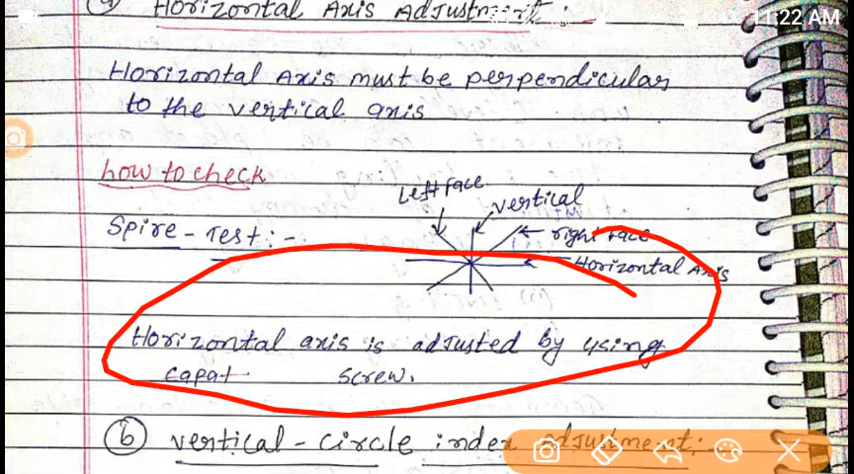 (a) Horizontal Axis Adjustment :
11:22 AM
Horizontal Axis must be perpendicular
to the vertical axis
how to check
Left Face
vertical
Spire - Test : -
right face
Horizontal Axis
Horizontal axis is adjusted by using
capat screw.
(b) vertical - circle index adjustment :